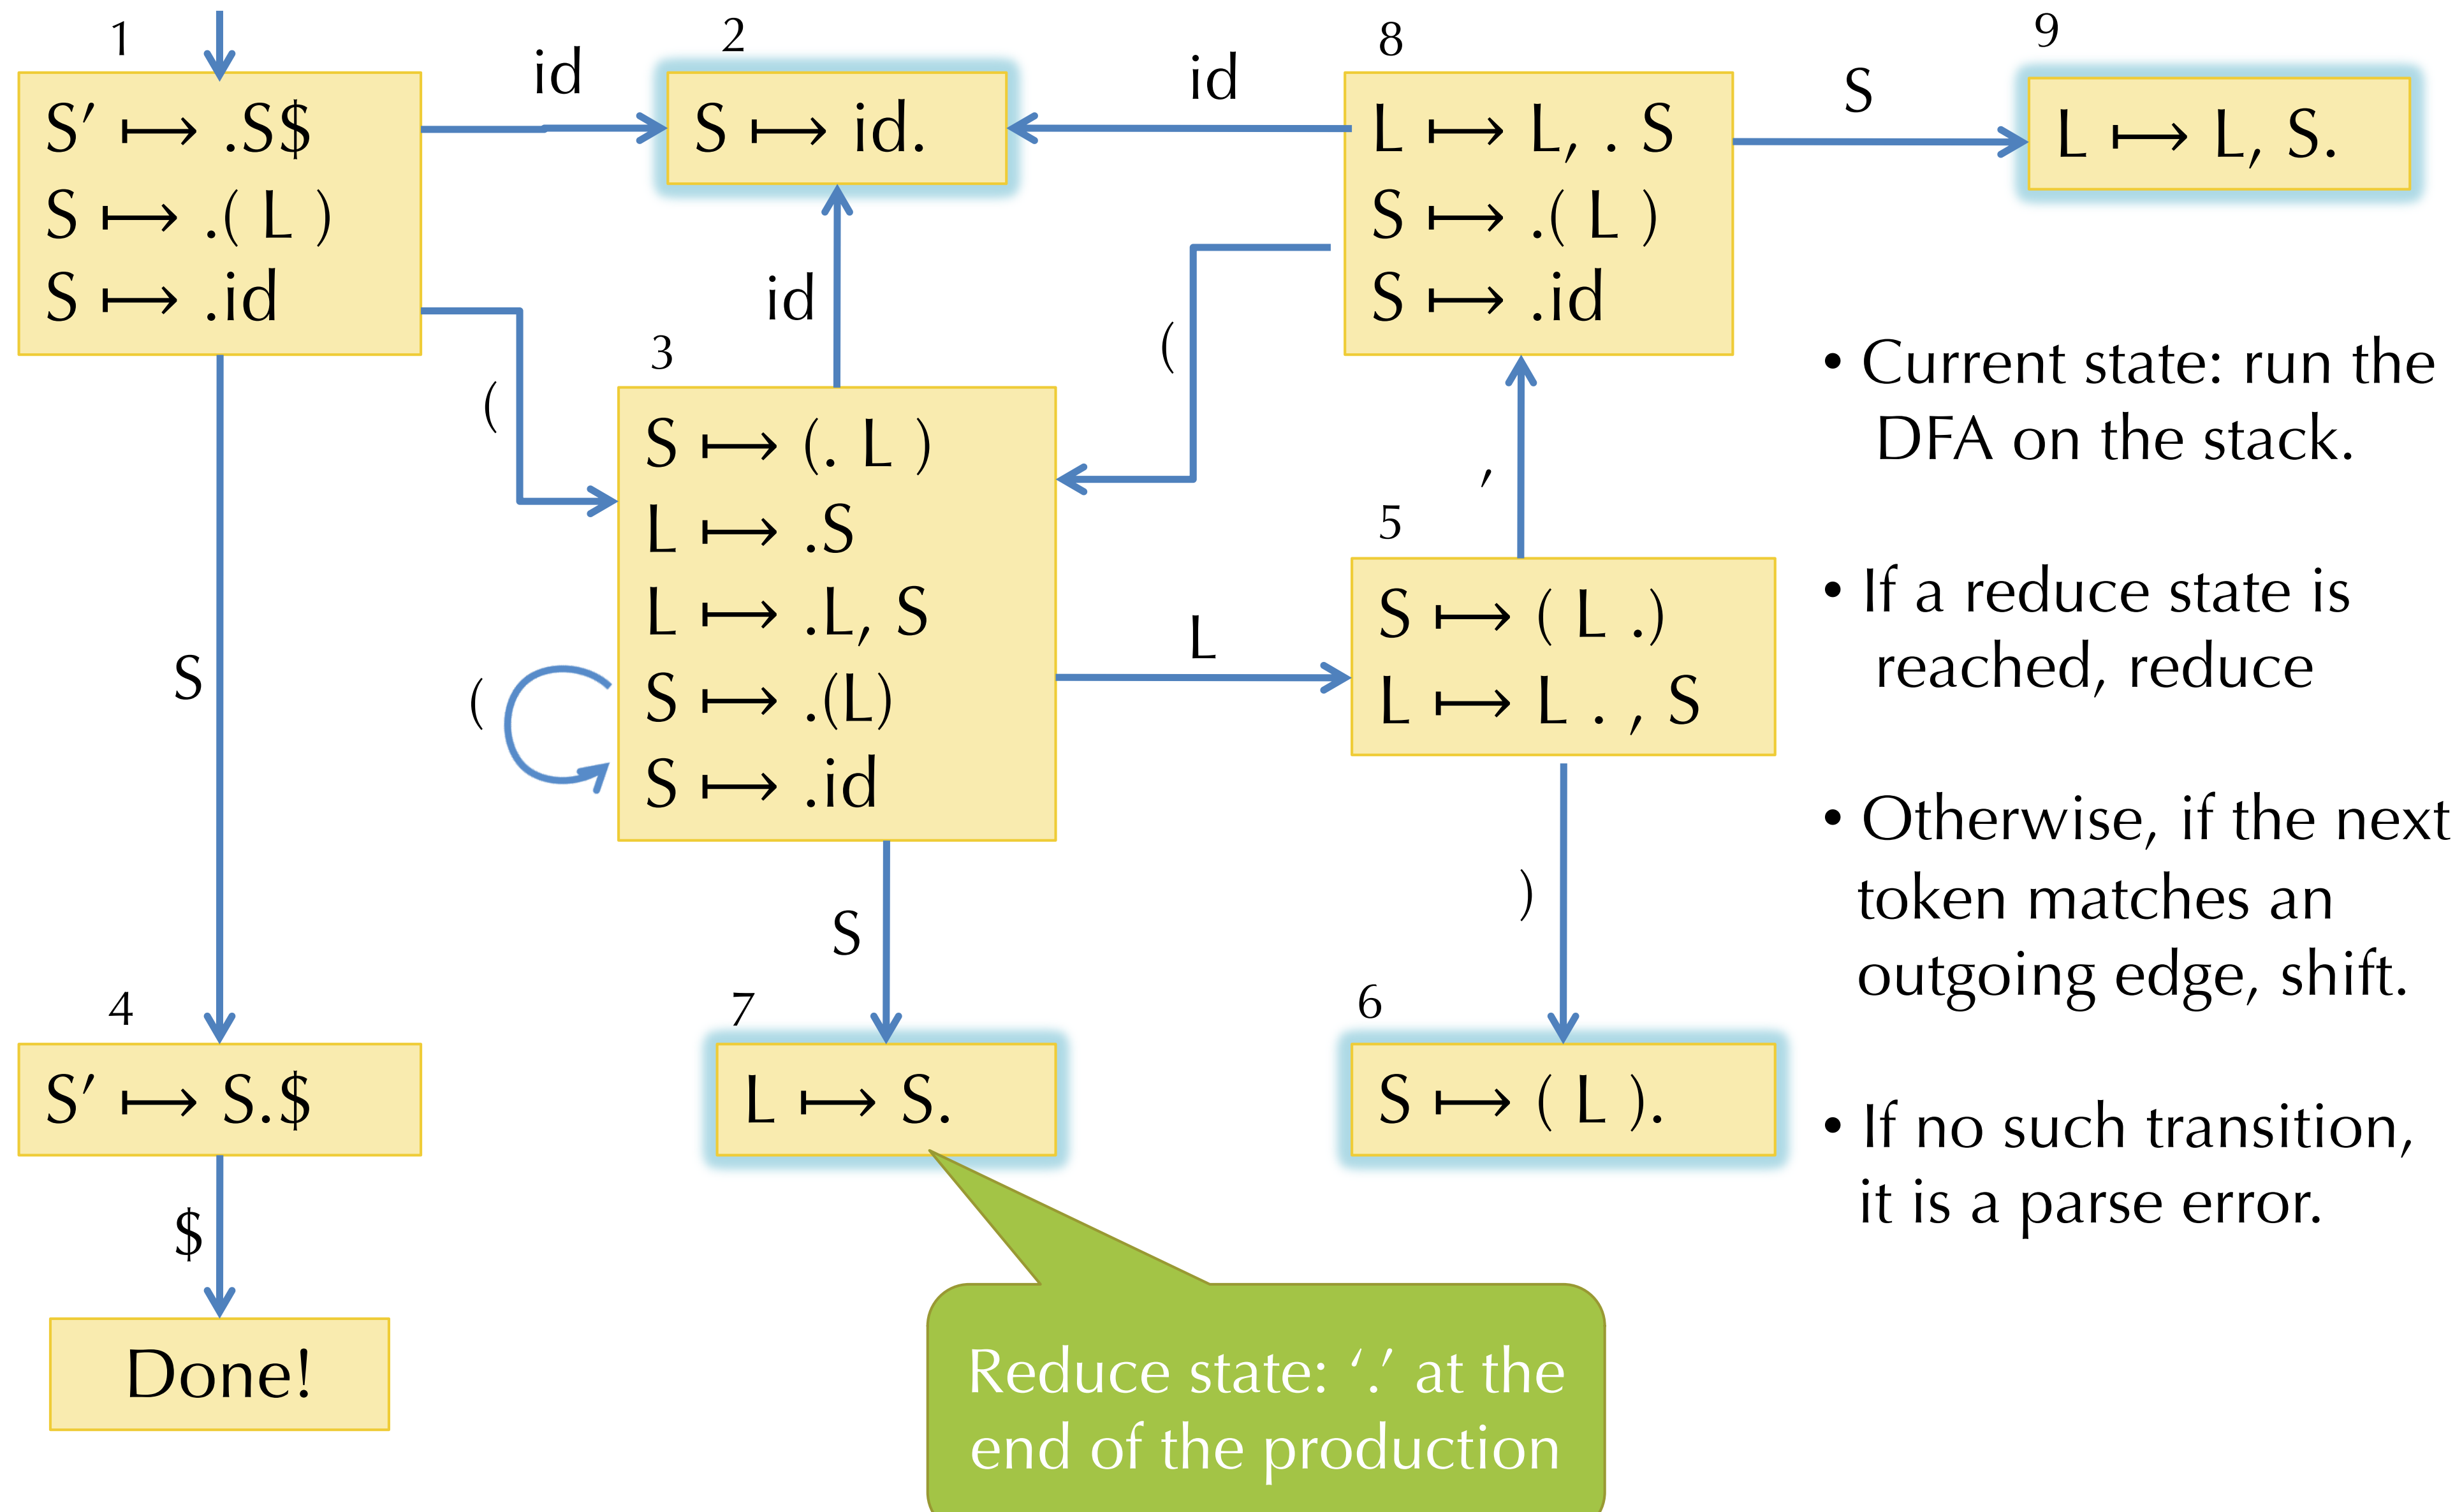 1
S′ ⟼ .S$
S ⟼ .( L )
S ⟼ .id
id
2
S ⟼ id.
id
8
L ⟼ L, . S
S ⟼ .( L )
S ⟼ .id
S
9
L ⟼ L, S.
(
id
(
3
S ⟼ (. L )
L ⟼ .S
L ⟼ .L, S
S ⟼ .(L)
S ⟼ .id
(
L
,
5
S ⟼ ( L .)
L ⟼ L . , S
S
S
)
4
S′ ⟼ S.$
7
L ⟼ S.
6
S ⟼ ( L ).
$
Done!
Reduce state: ‘.’ at the
end of the production
• Current state: run the
DFA on the stack.
• If a reduce state is
reached, reduce
• Otherwise, if the next
token matches an
outgoing edge, shift.
• If no such transition,
it is a parse error.